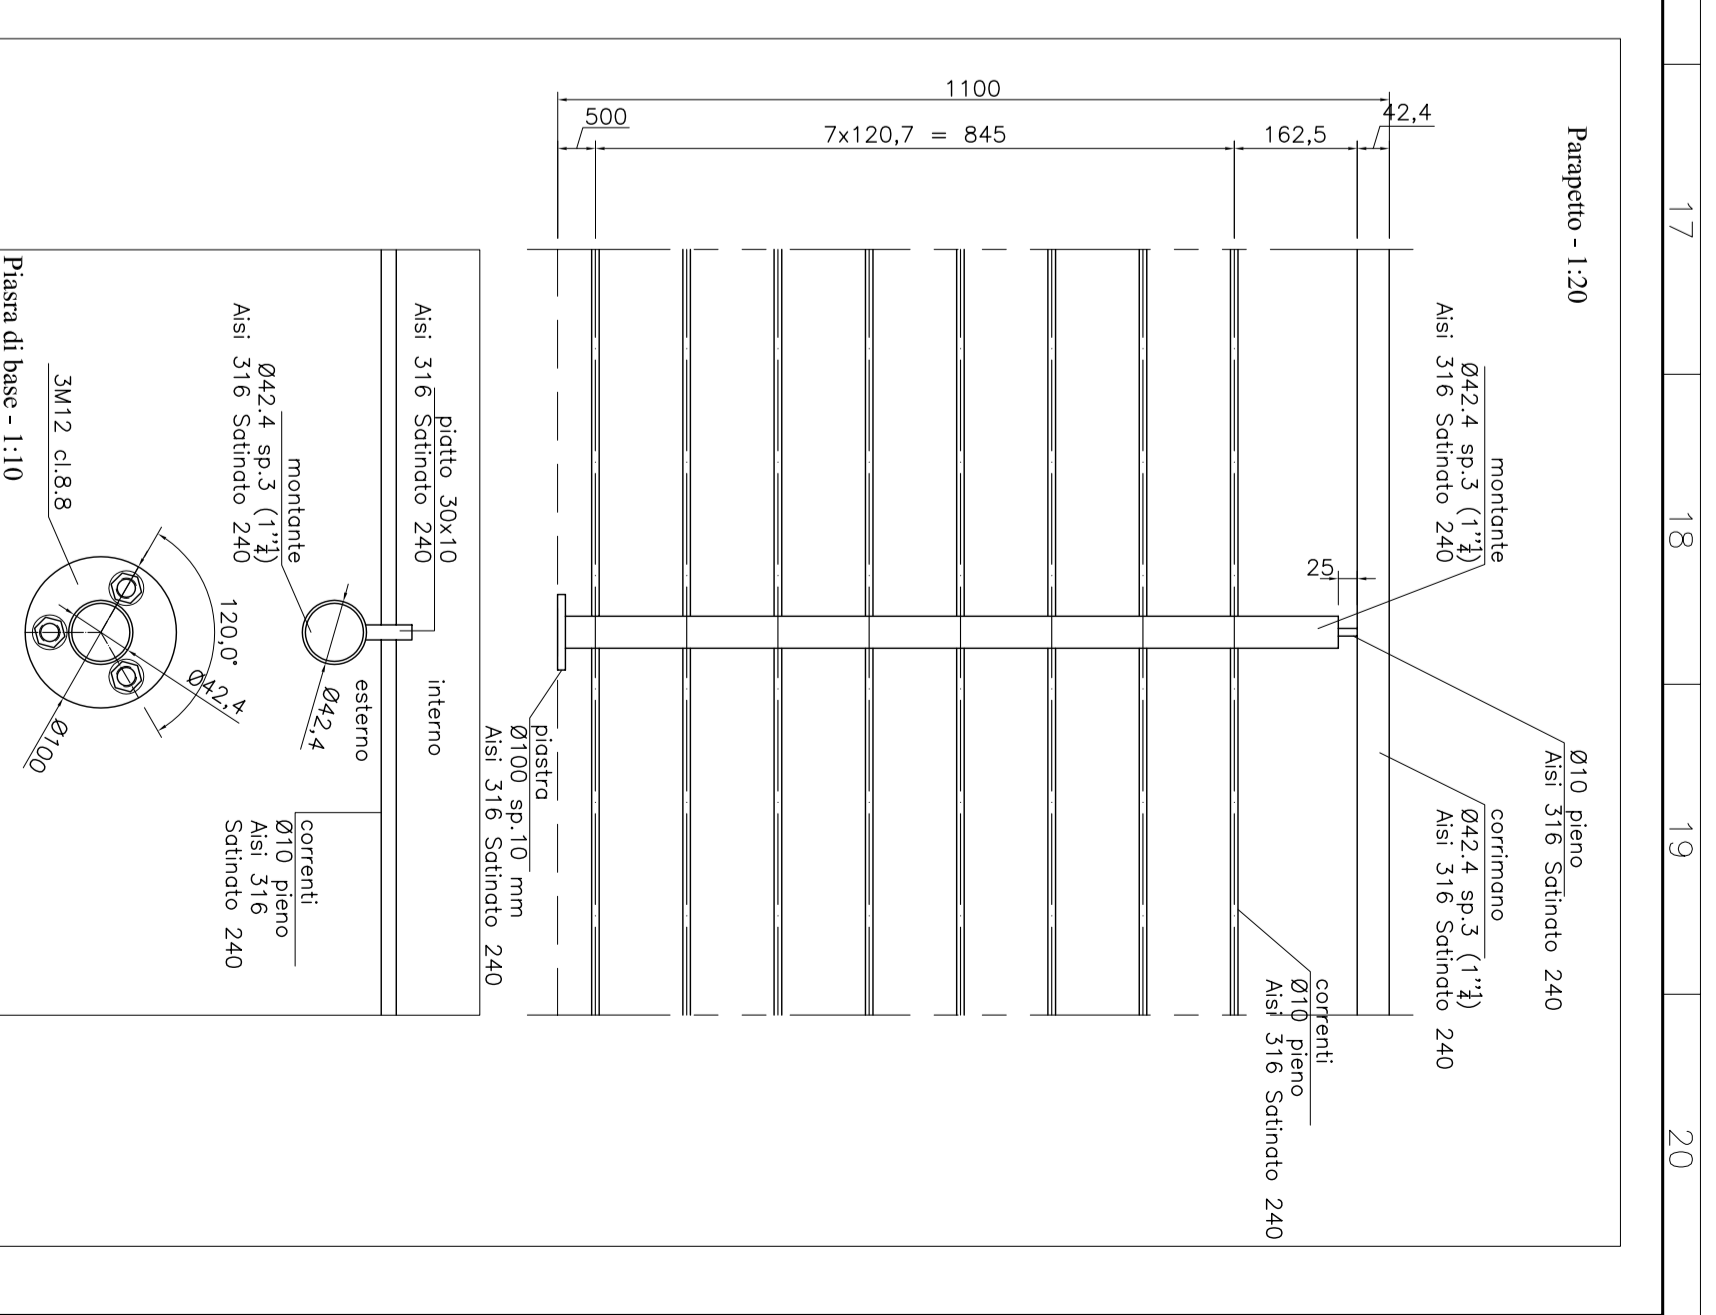 17
18
19
20
Parapetto - 1:20
1100
500
7x120,7 = 845
162,5
42,4
25
montante
Ø42.4 sp.3 (1"¼)
Aisi 316 Satinato 240
Ø10 pieno
Aisi 316 Satinato 240
corrimano
Ø42.4 sp.3 (1"¼)
Aisi 316 Satinato 240
correnti
Ø10 pieno
Aisi 316 Satinato 240
piastra
Ø100 sp.10 mm
Aisi 316 Satinato 240
piatto 30x10
Aisi 316 Satinato 240
interno
esterno
montante
Ø42.4 sp.3 (1"¼)
Aisi 316 Satinato 240
Ø42,4
correnti
Ø10 pieno
Aisi 316
Satinato 240
3M12 cl.8.8
120,0°
Ø42,4
Ø100
Piasra di base - 1:10